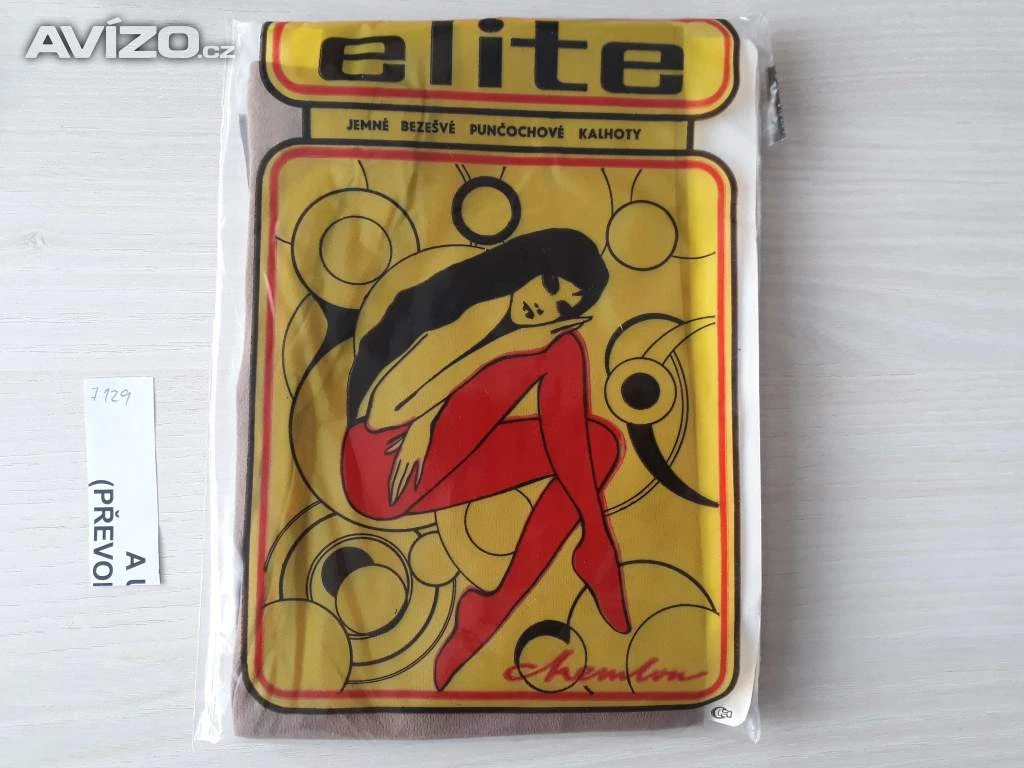 AVÍZO.cz
elite
JEMNÉ BEZEŠVÉ PUNČOCHOVÉ KALHOTY
7129
A
(PŘEVO
chemlon